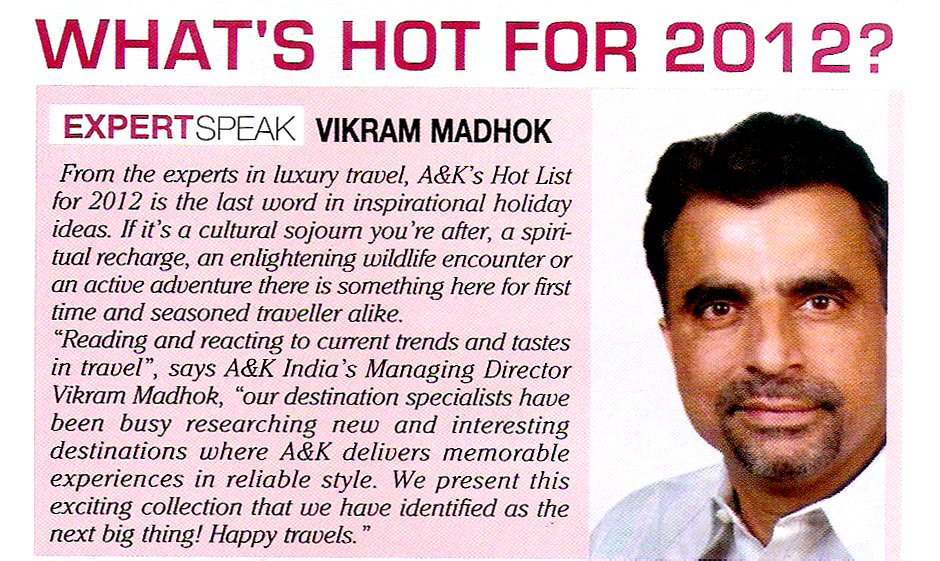 WHAT'S HOT FOR 2012?
EXPERTSPEAK VIKRAM MADHOK
From the experts in luxury travel, A&K's Hot List
for 2012 is the last word in inspirational holiday
ideas. If it's a cultural sojourn you're after, a spiri-
tual recharge, an enlightening wildlife encounter or
an active adventure there is something here for first
time and seasoned traveller alike.
“Reading and reacting to current trends and tastes
in travel”, says A&K India's Managing Director
Vikram Madhok, “our destination specialists have
been busy researching new and interesting
destinations where A&K delivers memorable
experiences in reliable style. We present this
exciting collection that we have identified as the
next big thing! Happy travels.”